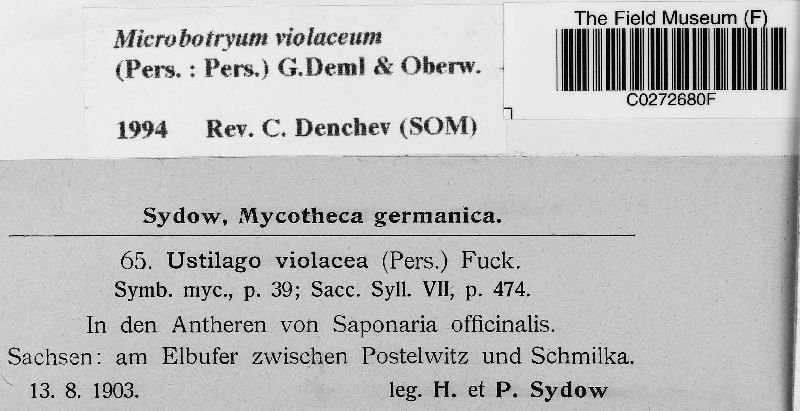 Microbotryum violaceum
(Pers. : Pers.) G.Deml & Oberw.
1994 Rev. C. Denchev (SOM)
The Field Museum (F)
C0272680F
Sydow, Mycotheca germanica.
65. Ustilago violacea (Pers.) Fuck.
Symb. myc., p. 39; Sacc. Syll. VII, p. 474.
In den Antheren von Saponaria officinalis.
Sachsen: am Elbufer zwischen Postelwitz und Schmilka.
13. 8. 1903. leg. H. et P. Sydow